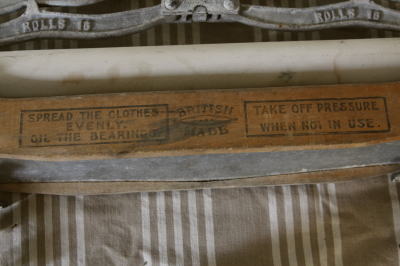 ROLLS 16
ROLLS 16
SPREAD THE CLOTHES
EVENLY.
OIL THE BEARINGS
BRITISH
MADE
TAKE OFF PRESSURE
WHEN NOT IN USE.